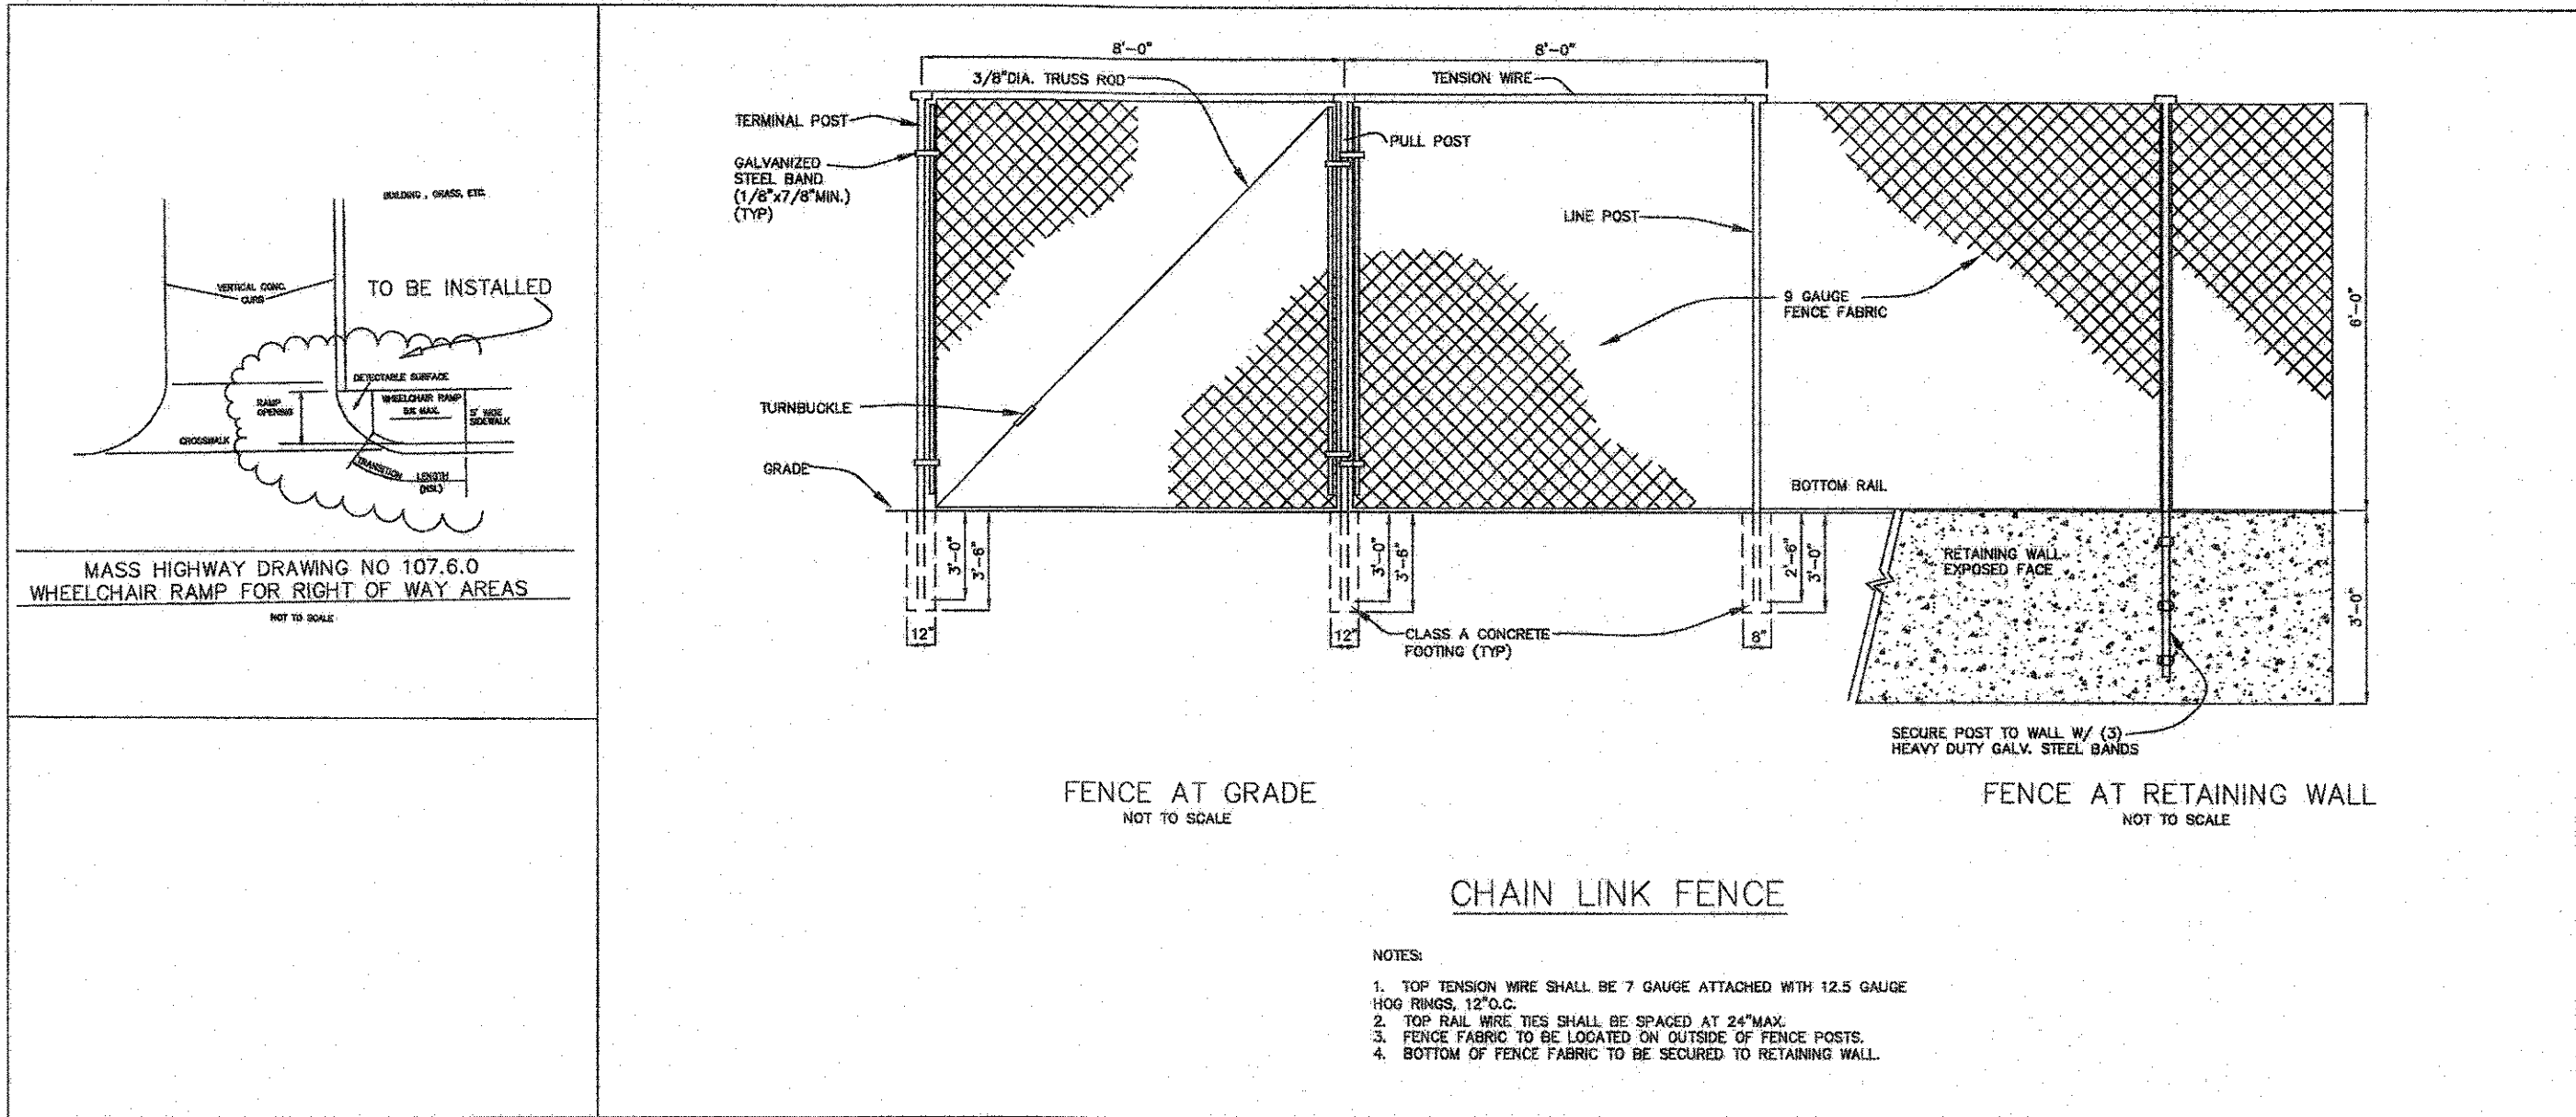 BUILDING , GRASS, ETC.
VERTICAL CONC.
CURB
TO BE INSTALLED
DETECTABLE SURFACE
RAMP
OPENING
WHEELCHAIR RAMP
MAX.
5' WIDE
SIDEWALK
CROSSWALK
TRANSITION LENGTH
MASS HIGHWAY DRAWING NO 107.6.0
WHEELCHAIR RAMP FOR RIGHT OF WAY AREAS
NOT TO SCALE
8'-0"
8'-0"
3/8"DIA. TRUSS ROD
TENSION WIRE
TERMINAL POST
PULL POST
GALVANIZED
STEEL BAND
(1/8"x7/8"MIN.)
(TYP)
LINE POST
9 GAUGE
FENCE FABRIC
6'-0"
TURNBUCKLE
GRADE
BOTTOM RAIL
3'-0"
3'-6"
3'-0"
3'-6"
2'-6"
3'-0"
RETAINING WALL
EXPOSED FACE
3'-0"
12"
12"
8"
CLASS A CONCRETE
FOOTING (TYP)
SECURE POST TO WALL W/ (3)
HEAVY DUTY GALV. STEEL BANDS
FENCE AT GRADE
NOT TO SCALE
FENCE AT RETAINING WALL
NOT TO SCALE
CHAIN LINK FENCE
NOTES:
1. TOP TENSION WIRE SHALL BE 7 GAUGE ATTACHED WITH 12.5 GAUGE
HOG RINGS, 12"O.C.
2. TOP RAIL WIRE TIES SHALL BE SPACED AT 24"MAX.
3. FENCE FABRIC TO BE LOCATED ON OUTSIDE OF FENCE POSTS.
4. BOTTOM OF FENCE FABRIC TO BE SECURED TO RETAINING WALL.